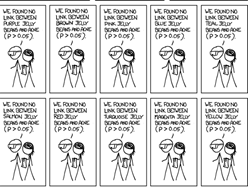 WE FOUND NO
LINK BETWEEN
PURPLE JELLY
BEANS AND ACNE
(P > 0.05).
WE FOUND NO
LINK BETWEEN
BROWN JELLY
BEANS AND ACNE
(P > 0.05).
WE FOUND NO
LINK BETWEEN
PINK JELLY
BEANS AND ACNE
(P > 0.05).
WE FOUND NO
LINK BETWEEN
BLUE JELLY
BEANS AND ACNE
(P > 0.05).
WE FOUND NO
LINK BETWEEN
TEAL JELLY
BEANS AND ACNE
(P > 0.05).
WE FOUND NO
LINK BETWEEN
SALMON JELLY
BEANS AND ACNE
(P > 0.05).
WE FOUND NO
LINK BETWEEN
RED JELLY
BEANS AND ACNE
(P > 0.05).
WE FOUND NO
LINK BETWEEN
TURQUOISE JELLY
BEANS AND ACNE
(P > 0.05).
WE FOUND NO
LINK BETWEEN
MAGENTA JELLY
BEANS AND ACNE
(P > 0.05).
WE FOUND NO
LINK BETWEEN
YELLOW JELLY
BEANS AND ACNE
(P > 0.05).